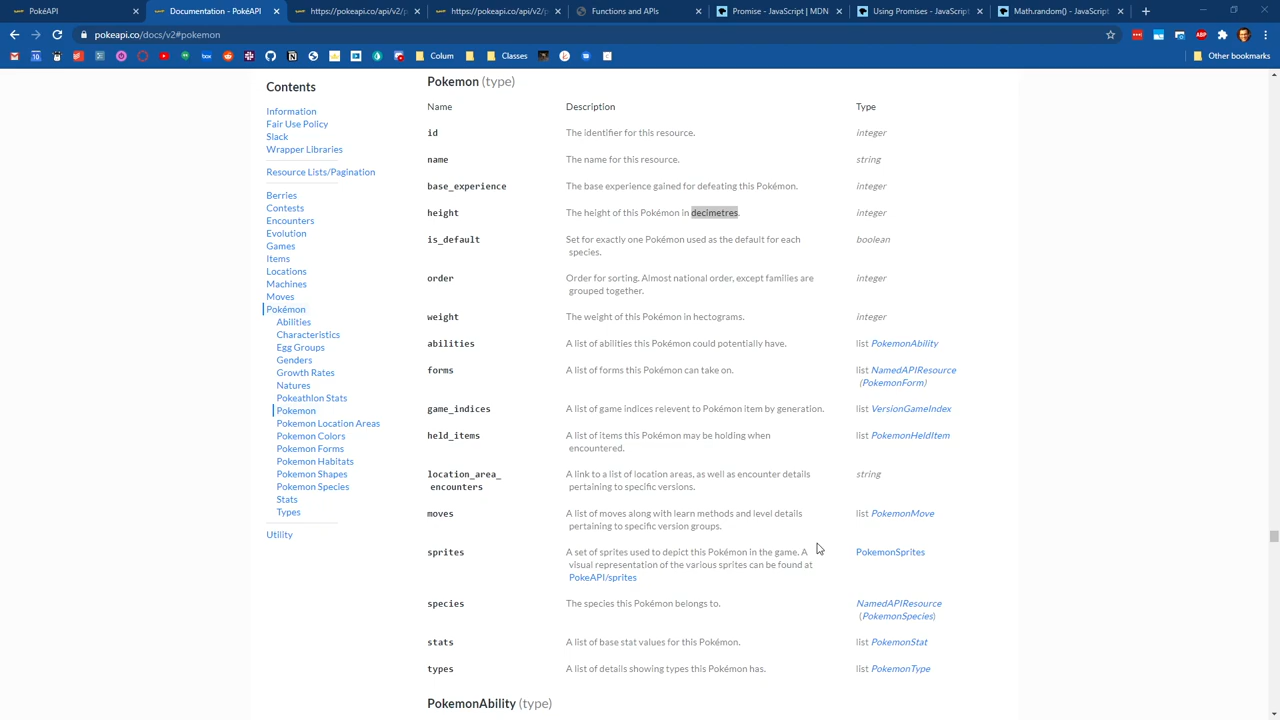 PokéAPI
Documentation - PokéAPI
https://pokeapi.co/api/v2/p
https://pokeapi.co/api/v2/p
Functions and APIs
Promise - JavaScript | MDN
Using Promises - JavaScript
Math.random() - JavaScript
pokeapi.co/docs/v2#pokemon
ABP
box
Colum
Classes
Other bookmarks
Contents
Information
Fair Use Policy
Slack
Wrapper Libraries
Resource Lists/Pagination
Berries
Contests
Encounters
Evolution
Games
Items
Locations
Machines
Moves
Pokémon
Abilities
Characteristics
Egg Groups
Genders
Growth Rates
Natures
Pokeathlon Stats
Pokemon
Pokemon Location Areas
Pokemon Colors
Pokemon Forms
Pokemon Habitats
Pokemon Shapes
Pokemon Species
Stats
Types
Utility
Pokemon (type)
Name Description Type
id The identifier for this resource. integer
name The name for this resource. string
base_experience The base experience gained for defeating this Pokémon. integer
height The height of this Pokémon in decimetres. integer
is_default Set for exactly one Pokémon used as the default for each boolean
species.
order Order for sorting. Almost national order, except families are integer
grouped together.
weight The weight of this Pokémon in hectograms. integer
abilities A list of abilities this Pokémon could potentially have. list PokemonAbility
forms A list of forms this Pokémon can take on. list NamedAPIResource
(PokemonForm)
game_indices A list of game indices relevent to Pokémon item by generation. list VersionGameIndex
held_items A list of items this Pokémon may be holding when list PokemonHeldItem
encountered.
location_area_ A link to a list of location areas, as well as encounter details string
encounters pertaining to specific versions.
moves A list of moves along with learn methods and level details list PokemonMove
pertaining to specific version groups.
sprites A set of sprites used to depict this Pokémon in the game. A PokemonSprites
visual representation of the various sprites can be found at
PokeAPI/sprites
species The species this Pokémon belongs to. NamedAPIResource
(PokemonSpecies)
stats A list of base stat values for this Pokémon. list PokemonStat
types A list of details showing types this Pokémon has. list PokemonType
PokemonAbility (type)